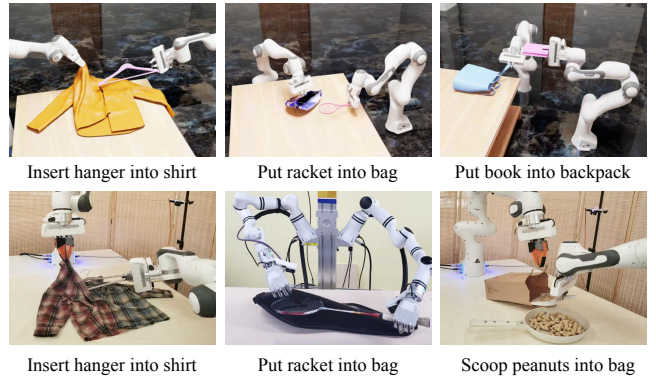 Insert hanger into shirt
Put racket into bag
Put book into backpack
Insert hanger into shirt
Put racket into bag
Scoop peanuts into bag